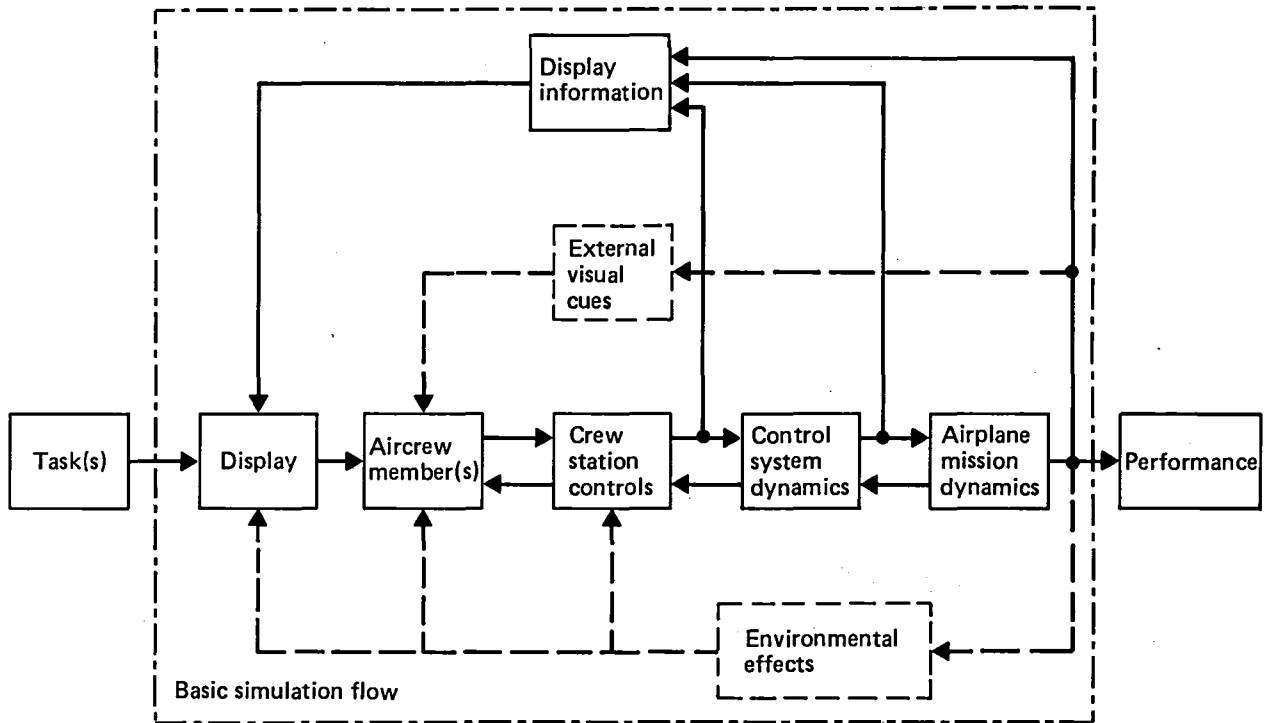 Display
information
External
visual
cues
Task(s)
Display
Aircrew
member(s)
Crew
station
controls
Control
system
dynamics
Airplane
mission
dynamics
Performance
Environmental
effects
Basic simulation flow